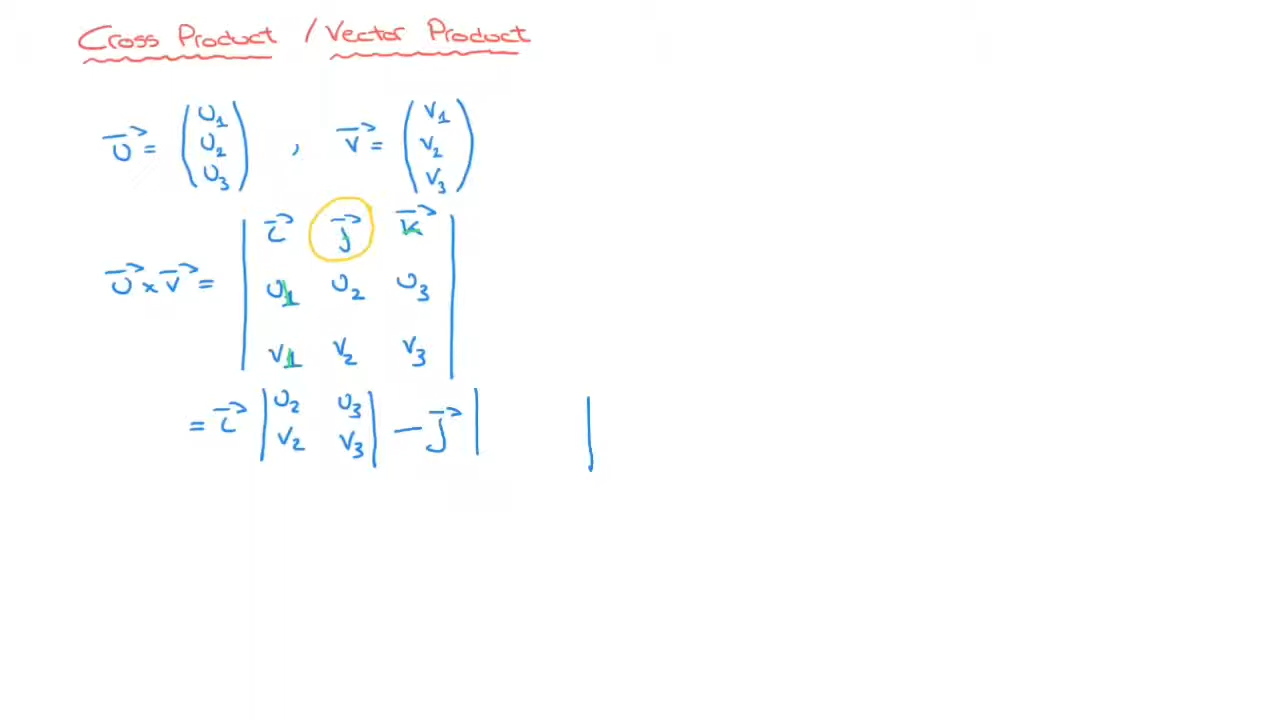 Cross Product / Vector Product
U⃗ = (U₁ U₂ U₃) , V⃗ = (V₁ V₂ V₃)
U⃗ × V⃗ = | i⃗ j⃗ k⃗ |
U₁ U₂ U₃
V₁ V₂ V₃
= i⃗ | U₂ U₃ | − j⃗ | |
V₂ V₃